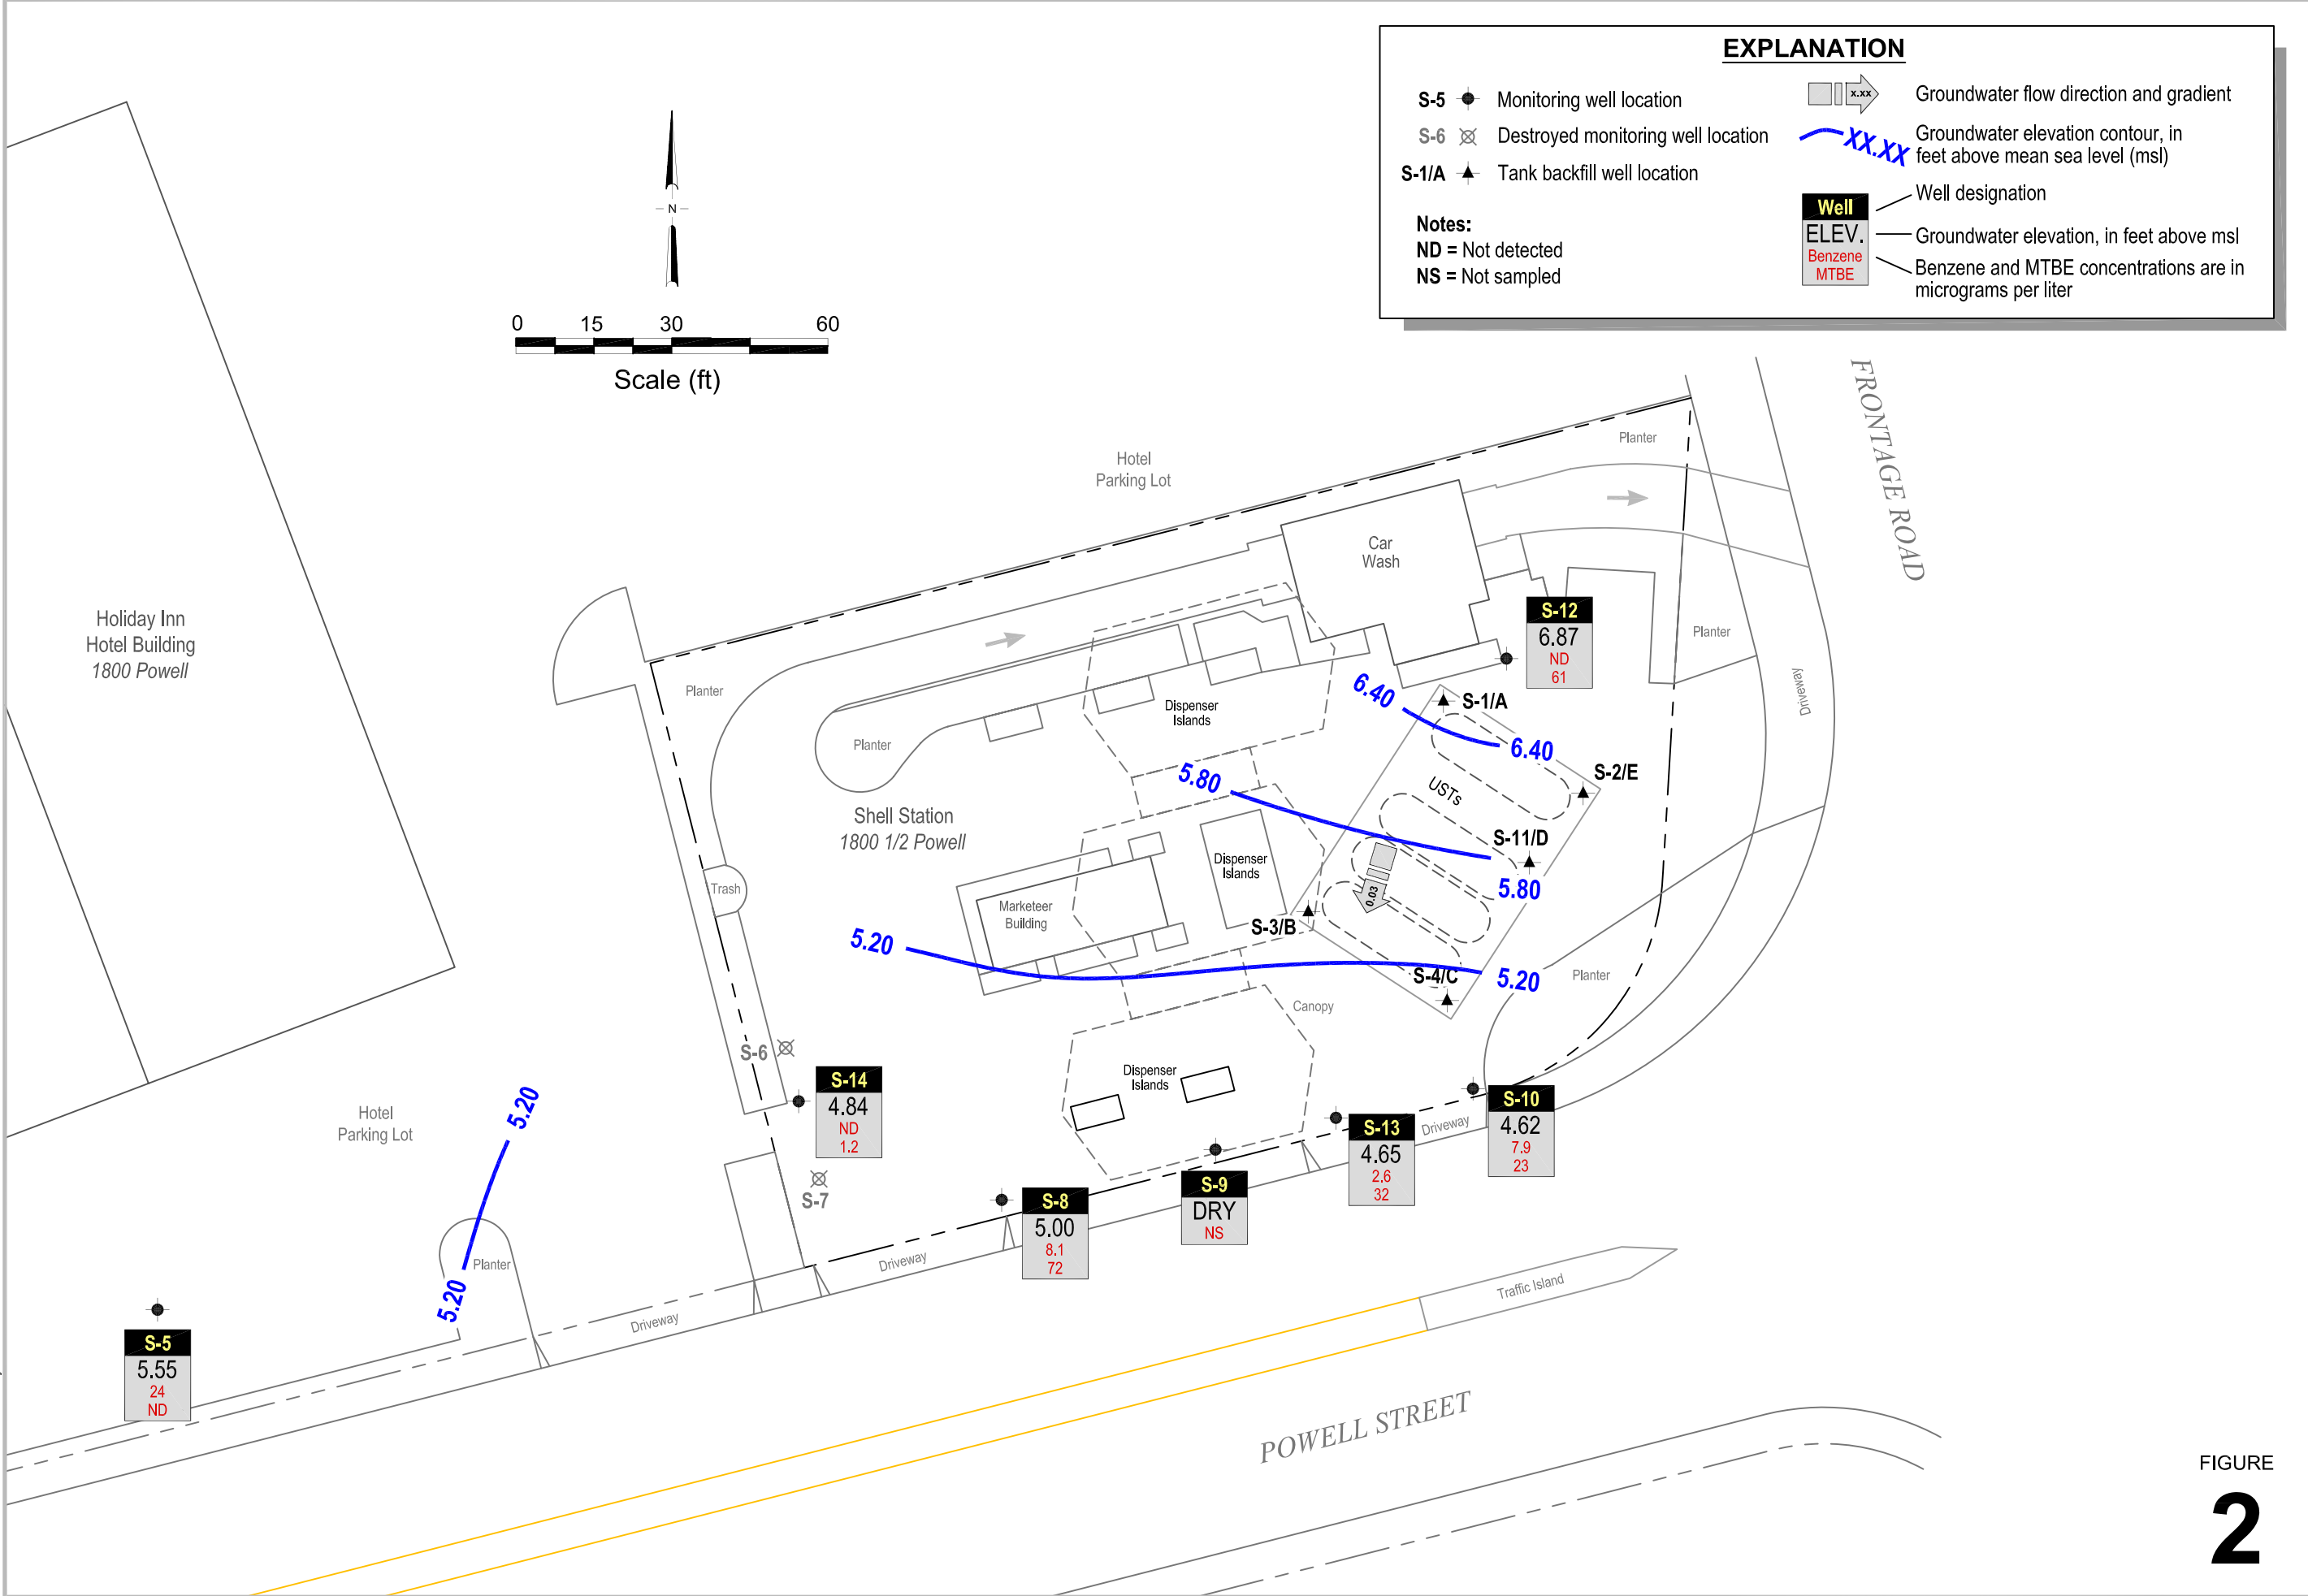 EXPLANATION
S-5 Monitoring well location
S-6 Destroyed monitoring well location
S-1/A Tank backfill well location
Notes:
ND = Not detected
NS = Not sampled
x.xx
Groundwater flow direction and gradient
XX.XX
Groundwater elevation contour, in
feet above mean sea level (msl)
Well
ELEV.
Benzene
MTBE
Well designation
Groundwater elevation, in feet above msl
Benzene and MTBE concentrations are in
micrograms per liter
N
0 15 30 60
Scale (ft)
FRONTAGE ROAD
Planter
Hotel
Parking Lot
Car
Wash
Holiday Inn
Hotel Building
1800 Powell
S-12
6.87
ND
61
Planter
Driveway
Planter
6.40
S-1/A
Dispenser
Islands
Planter
6.40
S-2/E
5.80
USTs
Shell Station
1800 1/2 Powell
S-11/D
Dispenser
Islands
5.80
Trash
0.03
Marketeer
Building
S-3/B
5.20
S-4/C
5.20
Planter
Canopy
S-6
S-14
4.84
ND
1.2
Dispenser
Islands
5.20
Hotel
Parking Lot
S-10
4.62
7.9
23
Driveway
S-13
4.65
2.6
32
S-7
S-9
DRY
NS
S-8
5.00
8.1
72
Driveway
Planter
5.20
Traffic Island
Driveway
S-5
5.55
24
ND
POWELL STREET
FIGURE
2